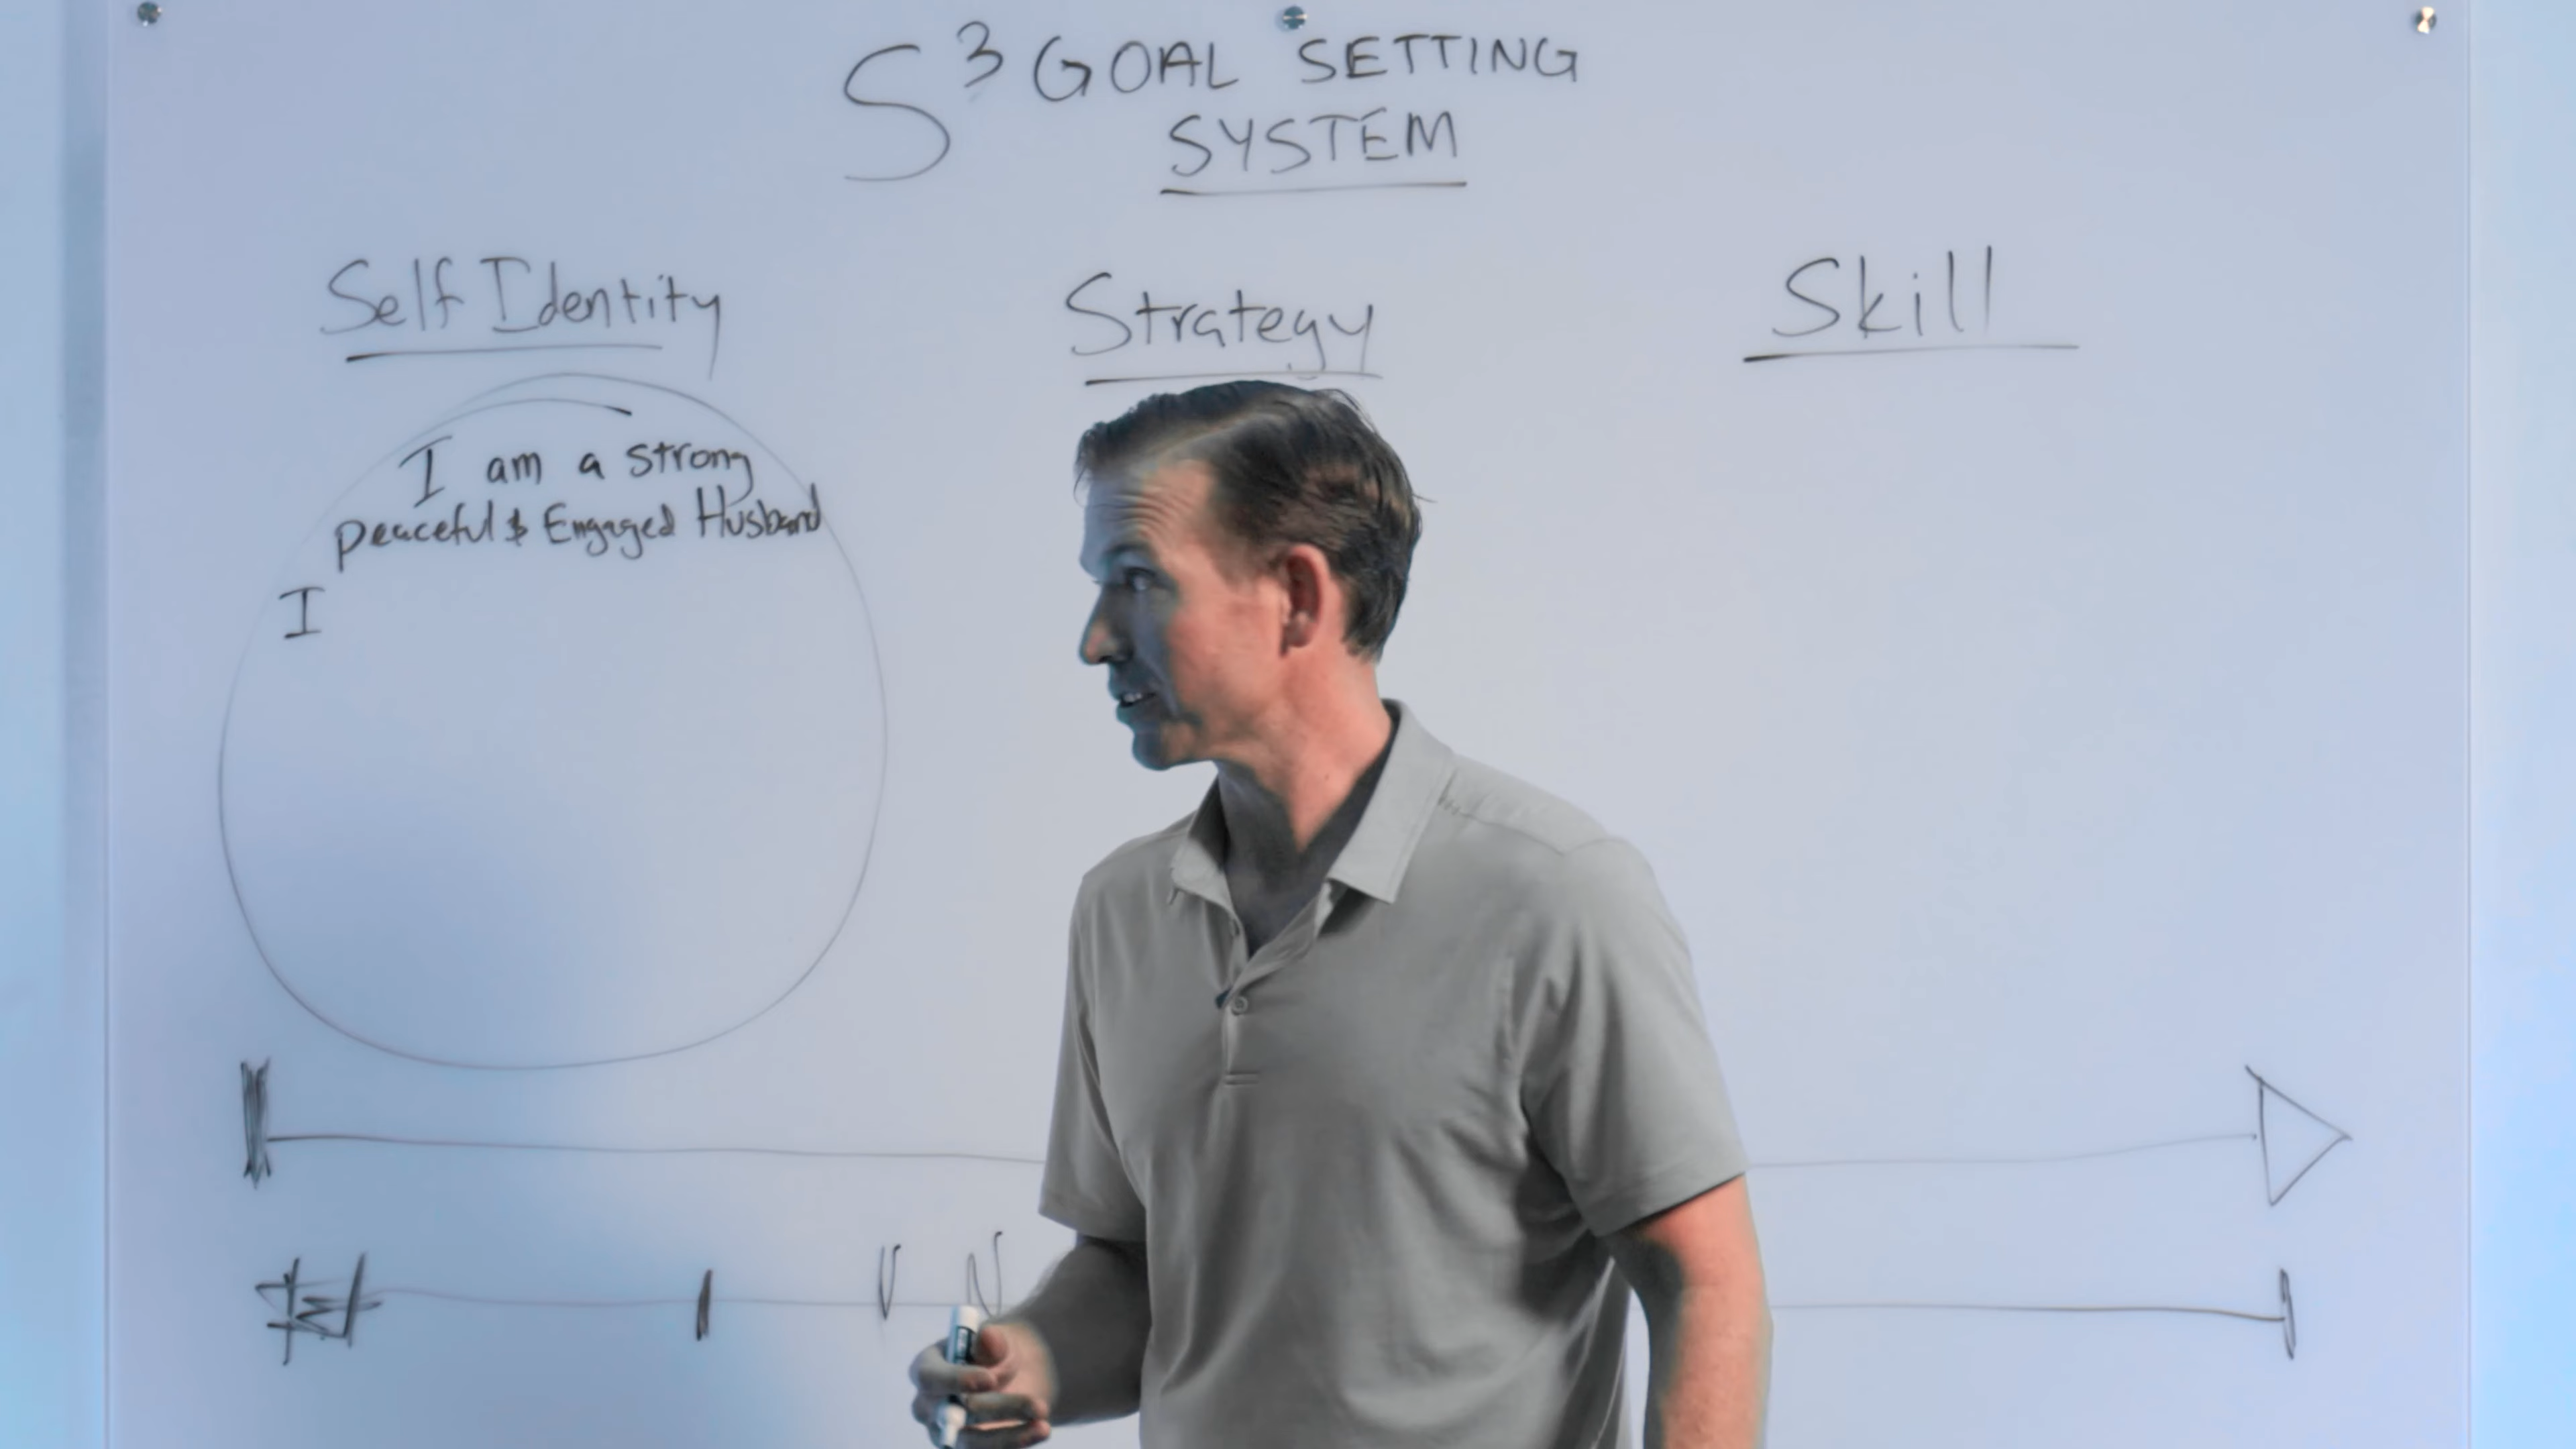 S³ GOAL SETTING
SYSTEM
Self Identity
Strategy
Skill
I am a strong
peaceful & Engaged Husband
I